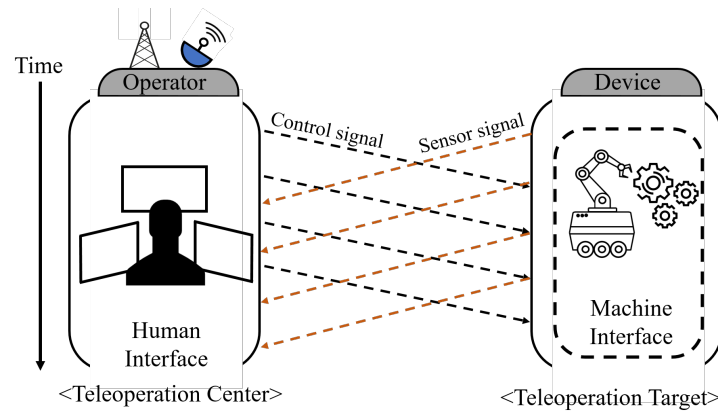 Time
Operator
Device
Control signal
Sensor signal
Human
Interface
Machine
Interface
<Teleoperation Center>
<Teleoperation Target>